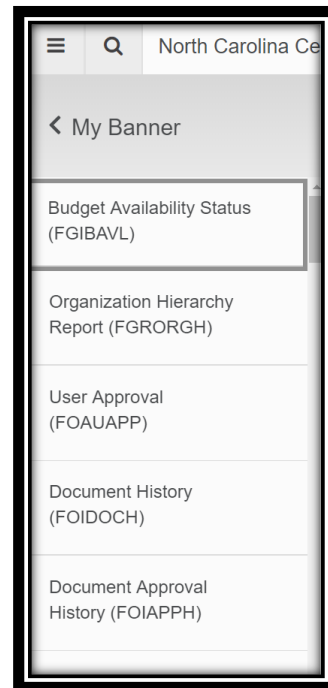 North Carolina Ce
My Banner
Budget Availability Status
(FGIBAVL)
Organization Hierarchy
Report (FGRORGH)
User Approval
(FOAUAPP)
Document History
(FOIDOCH)
Document Approval
History (FOIAPPH)